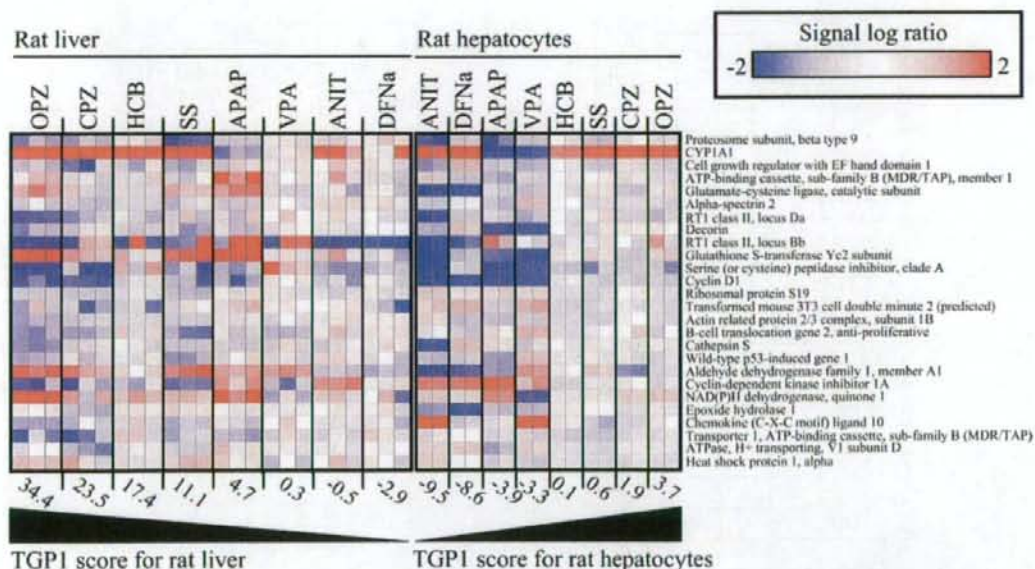 Rat liver
Rat hepatocytes
Signal log ratio
-2
2
OPZ
CPZ
HCB
SS
APAP
VPA
ANIT
DFNa
ANIT
DFNa
APAP
VPA
HCB
SS
CPZ
OPZ
Proteosome subunit, beta type 9
CYP1A1
Cell growth regulator with EF hand domain 1
ATP-binding cassette, sub-family B (MDR/TAP), member 1
Glutamate-cysteine ligase, catalytic subunit
Alpha-spectrin 2
RT1 class II, locus Da
Decorin
RT1 class II, locus Bb
Glutathione S-transferase Yc2 subunit
Serine (or cysteine) peptidase inhibitor, clade A
Cyclin D1
Ribosomal protein S19
Transformed mouse 3T3 cell double minute 2 (predicted)
Actin related protein 2/3 complex, subunit 1B
B-cell translocation gene 2, anti-proliferative
Cathepsin S
Wild-type p53-induced gene 1
Aldehyde dehydrogenase family 1, member A1
Cyclin-dependent kinase inhibitor 1A
NAD(P)H dehydrogenase, quinone 1
Epoxide hydrolase 1
Chemokine (C-X-C motif) ligand 10
Transporter 1, ATP-binding cassette, sub-family B (MDR/TAP)
ATPase, H+ transporting, V1 subunit D
Heat shock protein 1, alpha
34.4
23.5
17.4
11.1
4.7
0.3
-0.5
-2.9
-9.5
-8.6
-3.9
-3.3
0.1
0.6
1.9
3.7
TGP1 score for rat liver
TGP1 score for rat hepatocytes